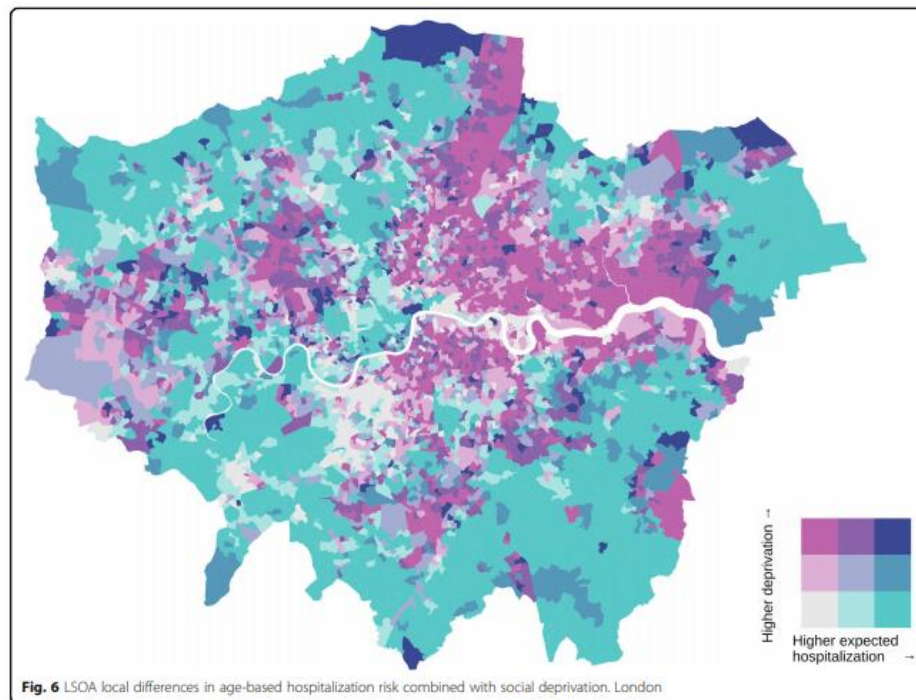 Higher deprivation →
Higher expected
hospitalization →
Fig. 6 LSOA local differences in age-based hospitalization risk combined with social deprivation. London